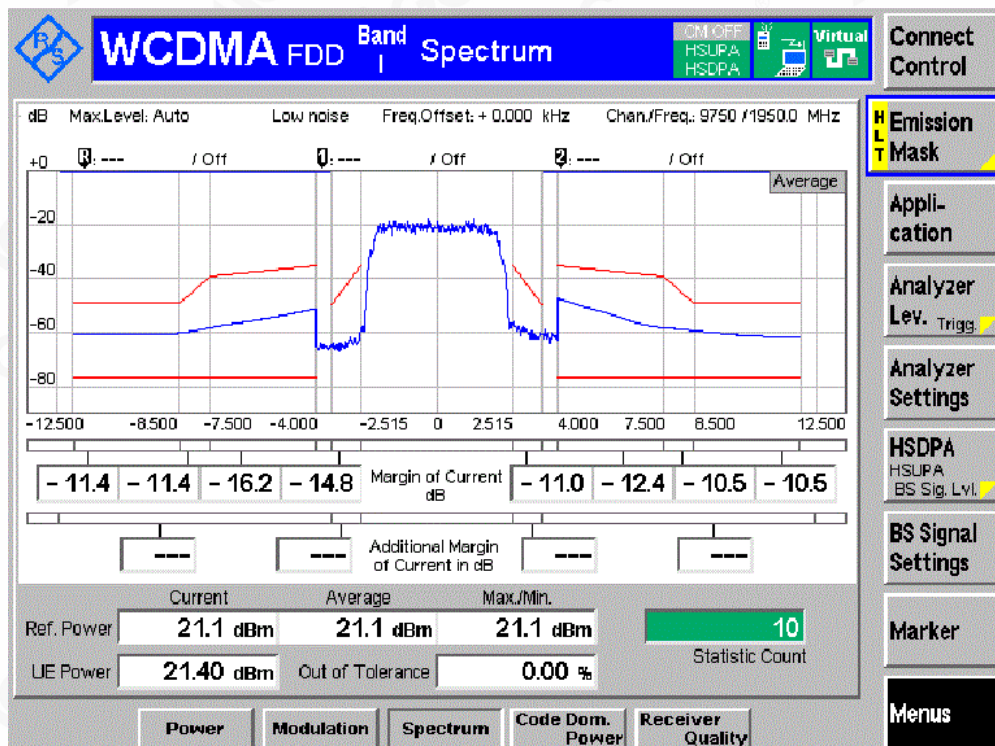 R&S
WCDMA FDD Band I Spectrum
CM OFF
HSUPA
HSDPA
Virtual
Connect Control
dB Max.Level: Auto Low noise Freq.Offset: + 0.000 kHz Chan./Freq.: 9750 / 1950.0 MHz
R: --- / Off 1: --- / Off 2: --- / Off
Average
+0
-20
-40
-60
-80
-12.500 -8.500 -7.500 -4.000 -2.515 0 2.515 4.000 7.500 8.500 12.500
- 11.4 - 11.4 - 16.2 - 14.8 Margin of Current dB - 11.0 - 12.4 - 10.5 - 10.5
--- --- Additional Margin of Current in dB --- ---
Current Average Max./Min.
Ref. Power 21.1 dBm 21.1 dBm 21.1 dBm
10
Statistic Count
UE Power 21.40 dBm Out of Tolerance 0.00 %
HLT
Emission Mask
Appli-
cation
Analyzer
Lev. Trigg.
Analyzer
Settings
HSDPA
HSUPA
BS Sig. Lvl.
BS Signal
Settings
Marker
Menus
Power Modulation Spectrum Code Dom. Power Receiver Quality